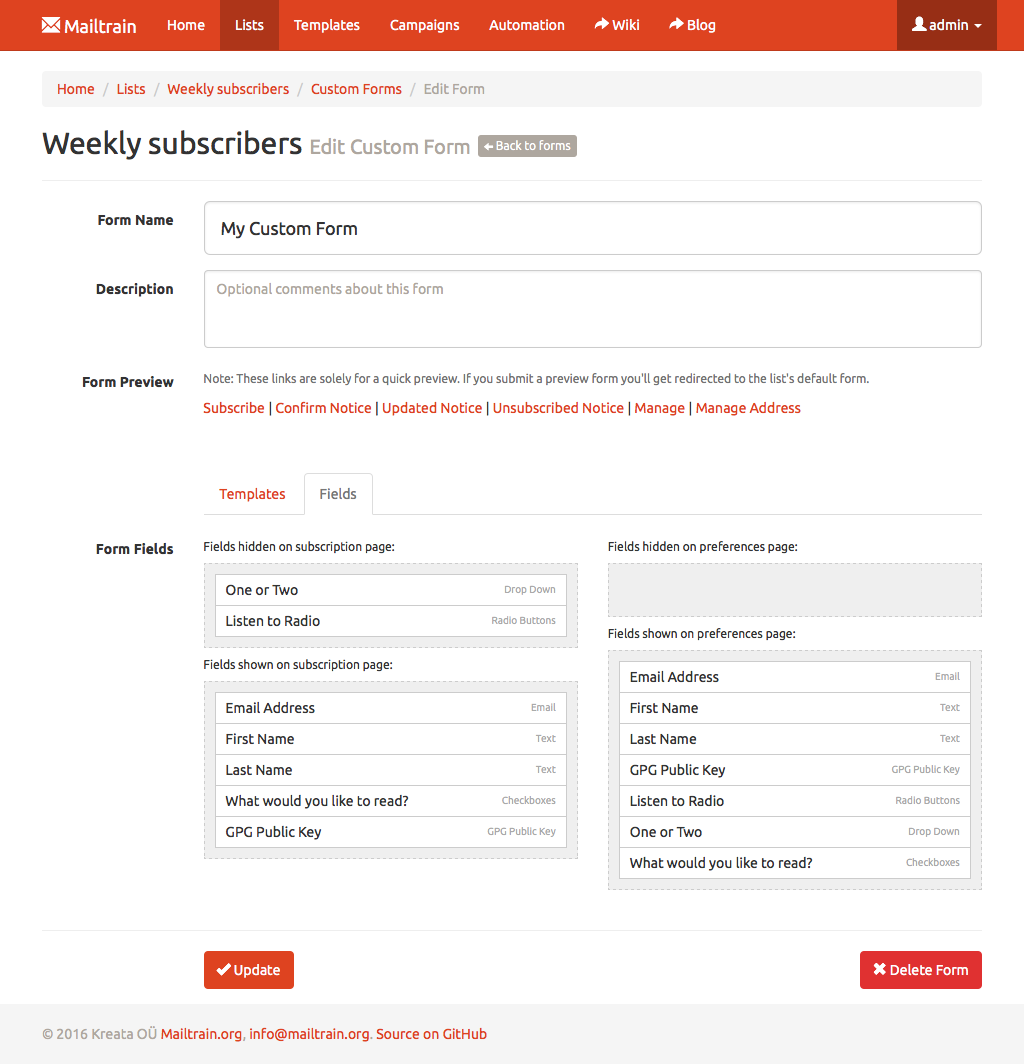 Mailtrain Home Lists Templates Campaigns Automation Wiki Blog admin
Home / Lists / Weekly subscribers / Custom Forms / Edit Form
Weekly subscribers Edit Custom Form Back to forms
Form Name My Custom Form
Description Optional comments about this form
Form Preview Note: These links are solely for a quick preview. If you submit a preview form you'll get redirected to the list's default form.
Subscribe | Confirm Notice | Updated Notice | Unsubscribed Notice | Manage | Manage Address
Templates Fields
Form Fields
Fields hidden on subscription page:
One or Two Drop Down
Listen to Radio Radio Buttons
Fields shown on subscription page:
Email Address Email
First Name Text
Last Name Text
What would you like to read? Checkboxes
GPG Public Key GPG Public Key
Fields hidden on preferences page:
Fields shown on preferences page:
Email Address Email
First Name Text
Last Name Text
GPG Public Key GPG Public Key
Listen to Radio Radio Buttons
One or Two Drop Down
What would you like to read? Checkboxes
Update Delete Form
© 2016 Kreata OÜ Mailtrain.org, info@mailtrain.org. Source on GitHub